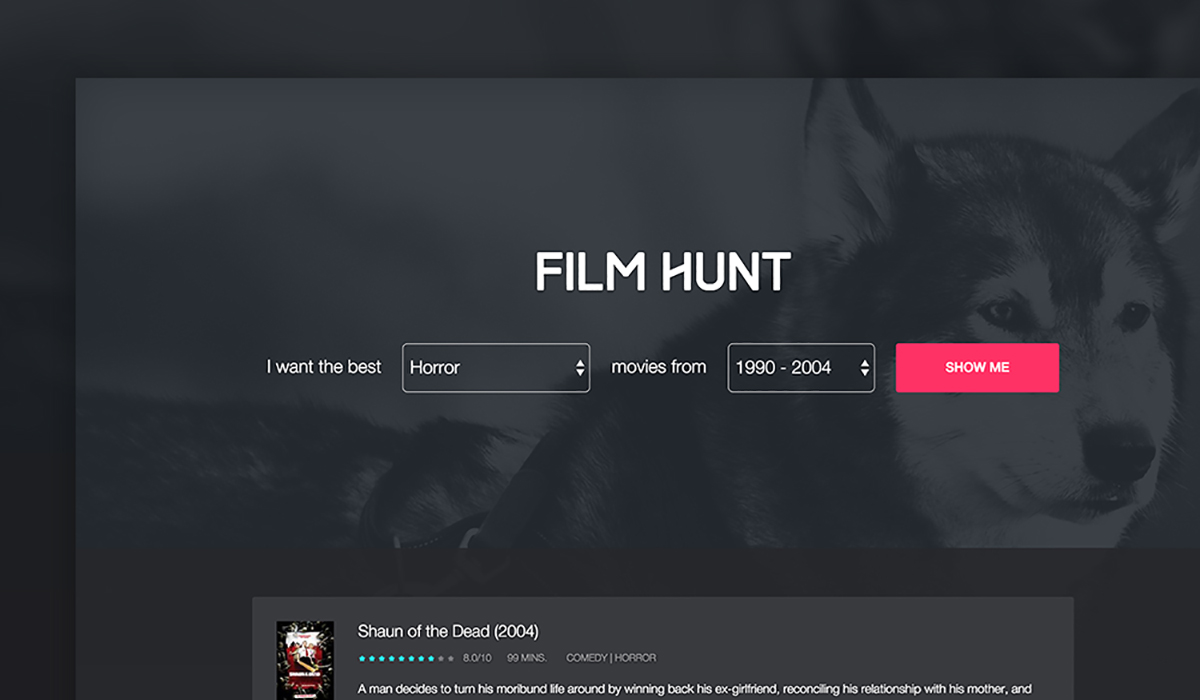 FILM HUNT
I want the best Horror movies from 1990 - 2004 SHOW ME
Shaun of the Dead (2004)
8.0/10 99 MINS. COMEDY | HORROR
A man decides to turn his moribund life around by winning back his ex-girlfriend, reconciling his relationship with his mother, and